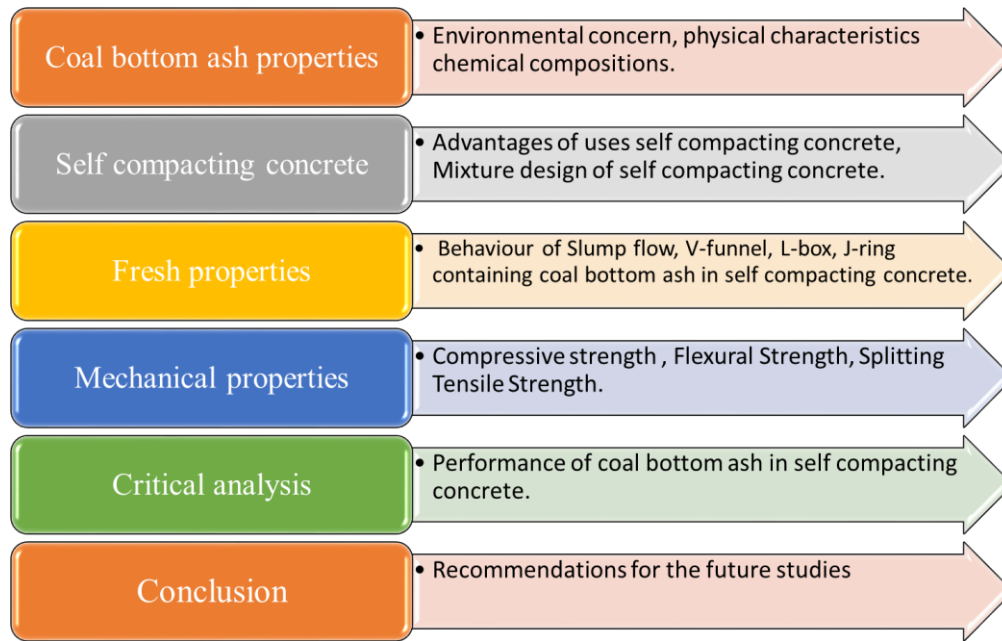 Coal bottom ash properties
• Environmental concern, physical characteristics
chemical compositions.
Self compacting concrete
• Advantages of uses self compacting concrete,
Mixture design of self compacting concrete.
Fresh properties
• Behaviour of Slump flow, V-funnel, L-box, J-ring
containing coal bottom ash in self compacting concrete.
Mechanical properties
• Compressive strength , Flexural Strength, Splitting
Tensile Strength.
Critical analysis
• Performance of coal bottom ash in self compacting
concrete.
Conclusion
• Recommendations for the future studies